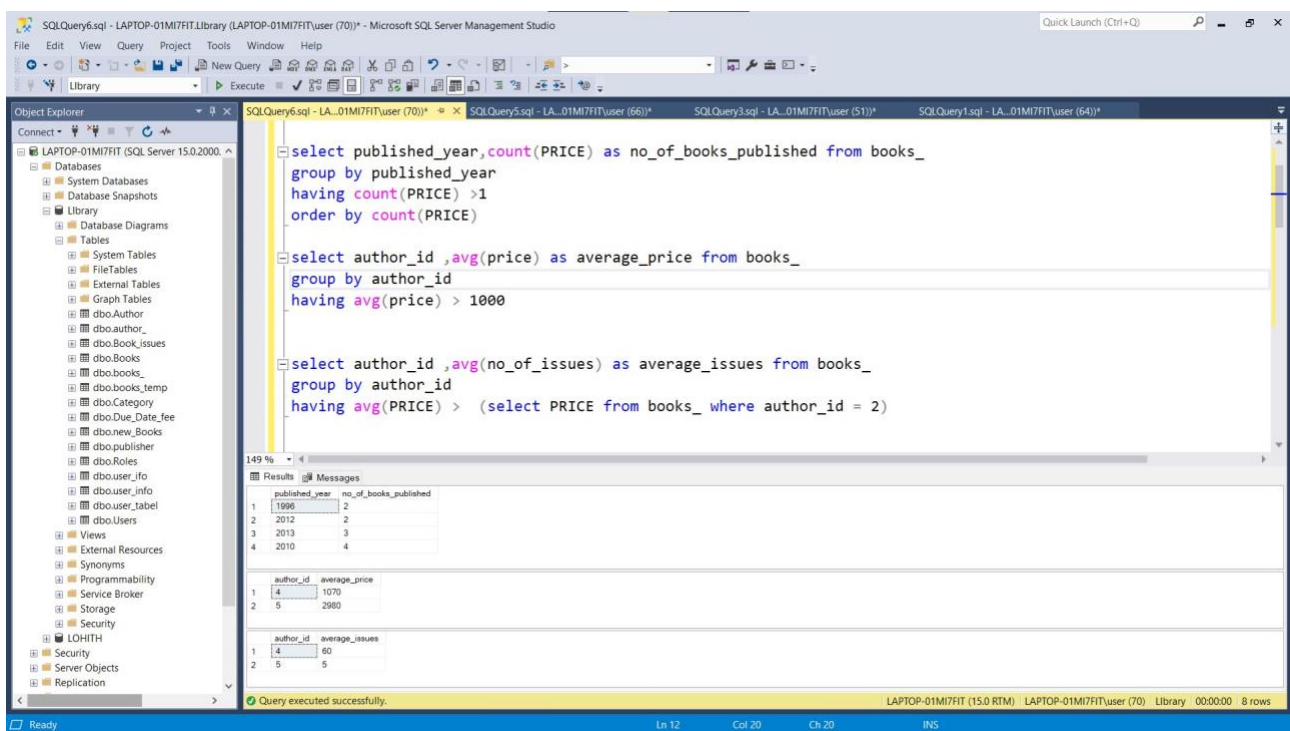 SQLQuery6.sql - LAPTOP-01MI7FIT.LIbrary (LAPTOP-01MI7FIT\user (70))* - Microsoft SQL Server Management Studio
Quick Launch (Ctrl+Q)
File Edit View Query Project Tools Window Help
New Query
LIbrary
Execute
Object Explorer
SQLQuery6.sql - LA...01MI7FIT\user (70))* SQLQuery5.sql - LA...01MI7FIT\user (66))* SQLQuery3.sql - LA...01MI7FIT\user (51))* SQLQuery1.sql - LA...01MI7FIT\user (64))*
Connect
LAPTOP-01MI7FIT (SQL Server 15.0.2000.
Databases
System Databases
Database Snapshots
LIbrary
Database Diagrams
Tables
System Tables
FileTables
External Tables
Graph Tables
dbo.Author
dbo.author_
dbo.Book_issues
dbo.Books
dbo.books_
dbo.books_temp
dbo.Category
dbo.Due_Date_fee
dbo.new_Books
dbo.publisher
dbo.Roles
dbo.user_ifo
dbo.user_info
dbo.user_tabel
dbo.Users
Views
External Resources
Synonyms
Programmability
Service Broker
Storage
Security
LOHITH
Security
Server Objects
Replication
select published_year,count(PRICE) as no_of_books_published from books_
group by published_year
having count(PRICE) >1
order by count(PRICE)
select author_id ,avg(price) as average_price from books_
group by author_id
having avg(price) > 1000
select author_id ,avg(no_of_issues) as average_issues from books_
group by author_id
having avg(PRICE) > (select PRICE from books_ where author_id = 2)
149 %
Results Messages
published_year no_of_books_published
1 1996 2
2 2012 2
3 2013 3
4 2010 4
author_id average_price
1 4 1070
2 5 2980
author_id average_issues
1 4 60
2 5 5
Query executed successfully.
LAPTOP-01MI7FIT (15.0 RTM) LAPTOP-01MI7FIT\user (70) LIbrary 00:00:00 8 rows
Ready
Ln 12 Col 20 Ch 20 INS